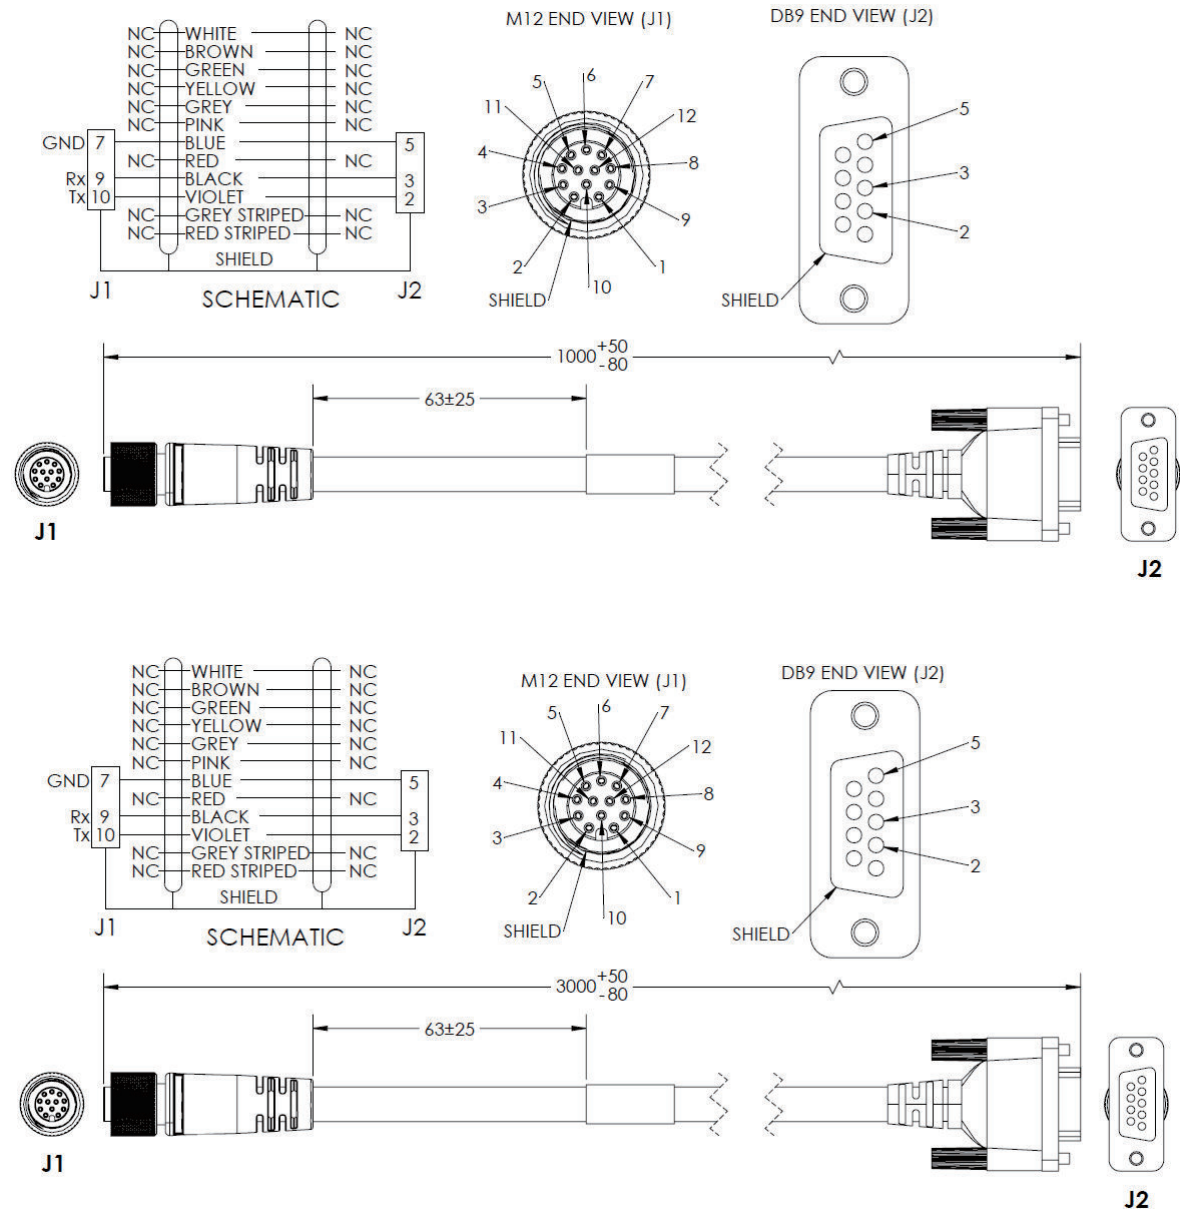 M12 END VIEW (J1)
DB9 END VIEW (J2)
NC WHITE NC
NC BROWN NC
NC GREEN NC
NC YELLOW NC
NC GREY NC
NC PINK NC
GND 7 BLUE 5
NC RED NC
Rx 9 BLACK 3
Tx 10 VIOLET 2
NC GREY STRIPED NC
NC RED STRIPED NC
SHIELD
J1 SCHEMATIC J2
5 6 7
11 12
4 8
3 9
2 10 1
SHIELD
5
3
2
SHIELD
1000 +50 -80
63±25
J1
J2
M12 END VIEW (J1)
DB9 END VIEW (J2)
NC WHITE NC
NC BROWN NC
NC GREEN NC
NC YELLOW NC
NC GREY NC
NC PINK NC
GND 7 BLUE 5
NC RED NC
Rx 9 BLACK 3
Tx 10 VIOLET 2
NC GREY STRIPED NC
NC RED STRIPED NC
SHIELD
J1 SCHEMATIC J2
5 6 7
11 12
4 8
3 9
2 10 1
SHIELD
5
3
2
SHIELD
3000 +50 -80
63±25
J1
J2